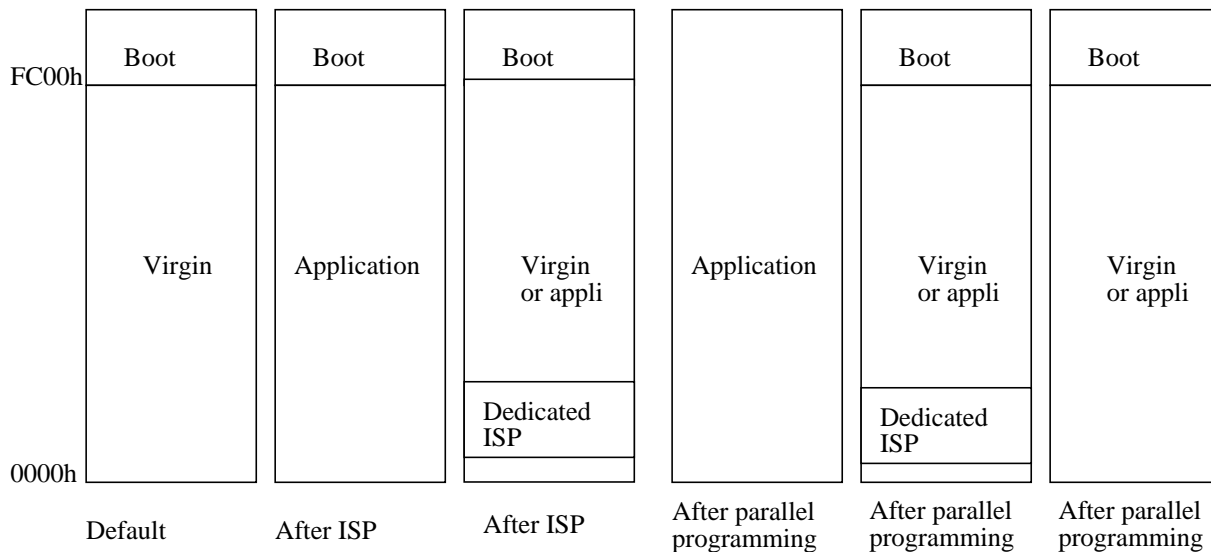 Boot
Boot
Boot
Boot
Boot
FC00h
Virgin
Application
Virgin
or appli
Application
Virgin
or appli
Virgin
or appli
Dedicated
ISP
Dedicated
ISP
0000h
Default
After ISP
After ISP
After parallel
programming
After parallel
programming
After parallel
programming